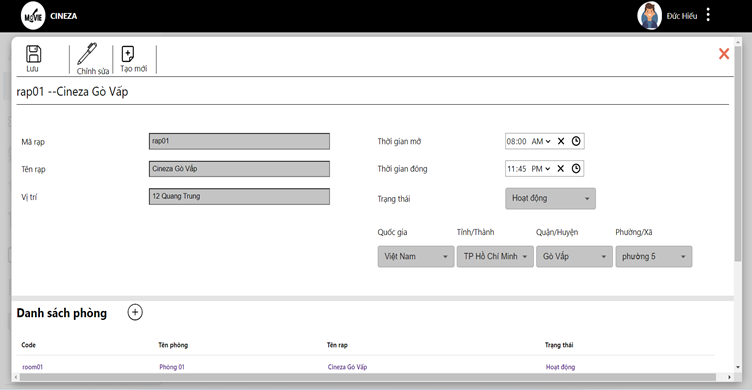 MOVIE CINEZA Đức Hiếu
Lưu Chỉnh sửa Tạo mới
rap01 --Cineza Gò Vấp
Mã rạp rap01 Thời gian mở 08:00 AM
Tên rạp Cineza Gò Vấp Thời gian đóng 11:45 PM
Vị trí 12 Quang Trung Trạng thái Hoạt động
Quốc gia Tỉnh/Thành Quận/Huyện Phường/Xã
Việt Nam TP Hồ Chí Minh Gò Vấp phường 5
Danh sách phòng
Code Tên phòng Tên rạp Trạng thái
room01 Phòng 01 Cineza Gò Vấp Hoạt động